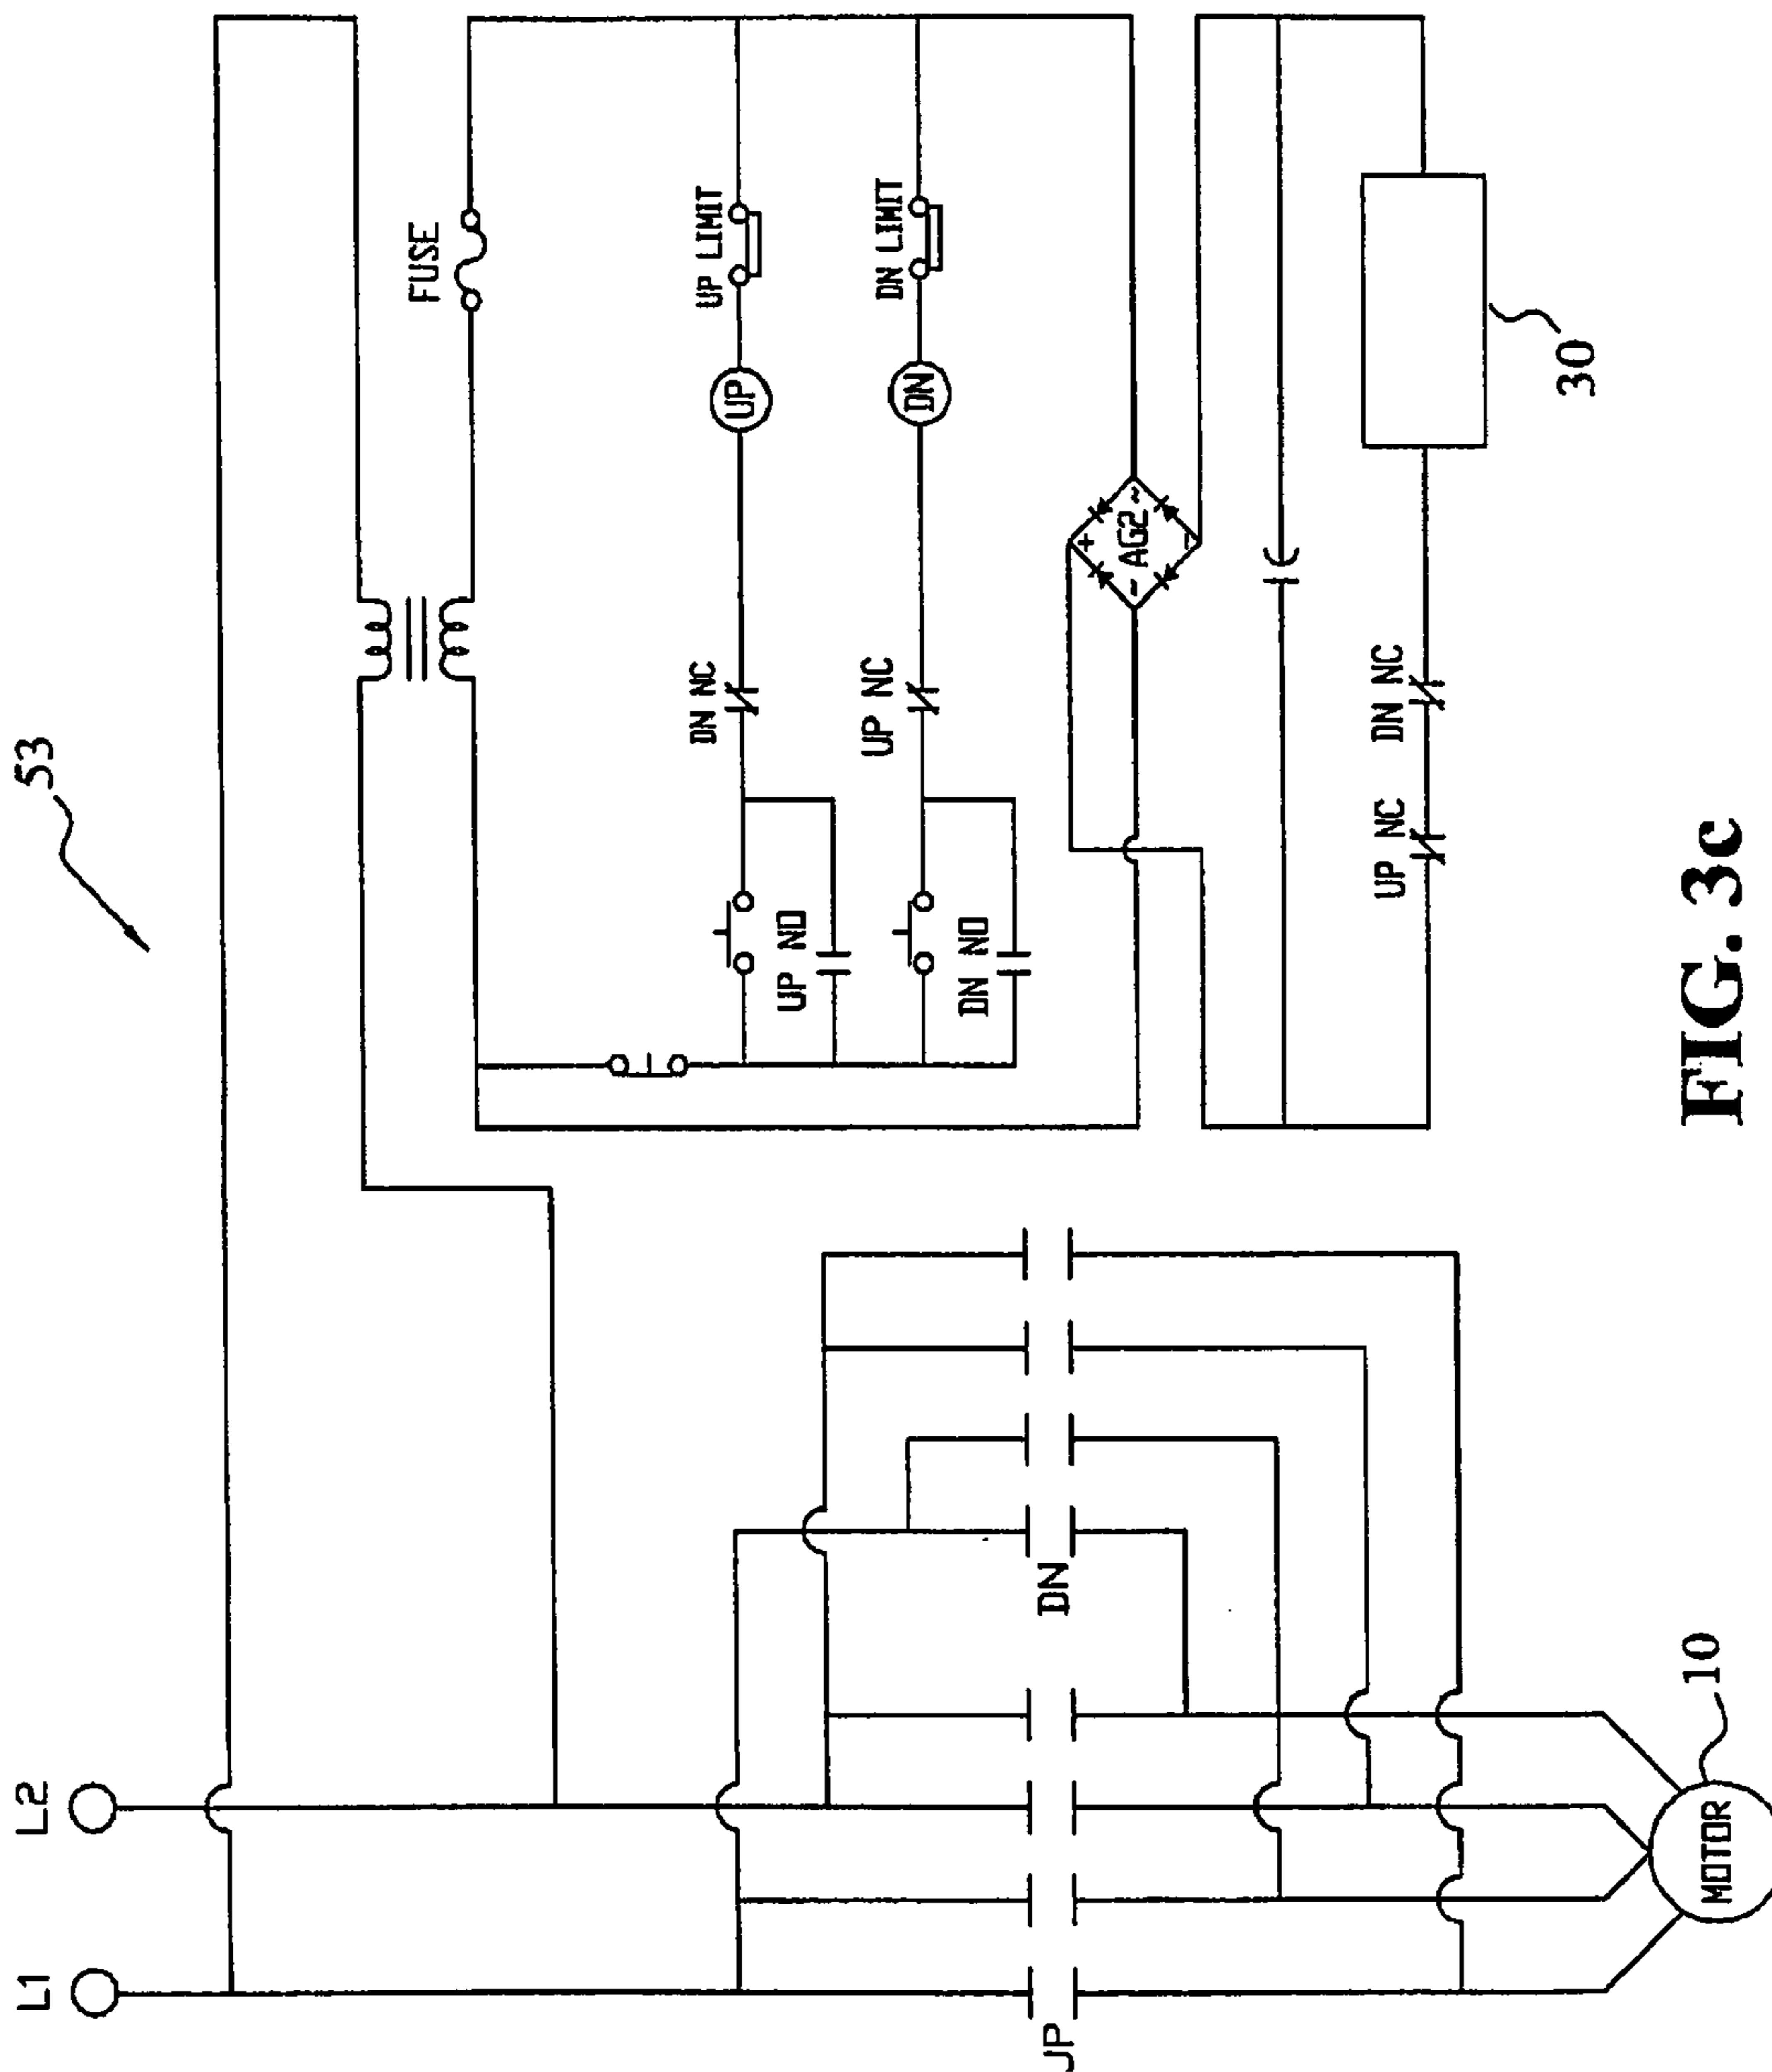 L1
L2
53
FUSE
DN NC
UP LIMIT
UP
UP NO
UP NC
DN LIMIT
DN
DN NO
JP
DN
+
~ AG2 ~
-
UP NC
DN NC
30
MOTOR
10
FIG. 3c